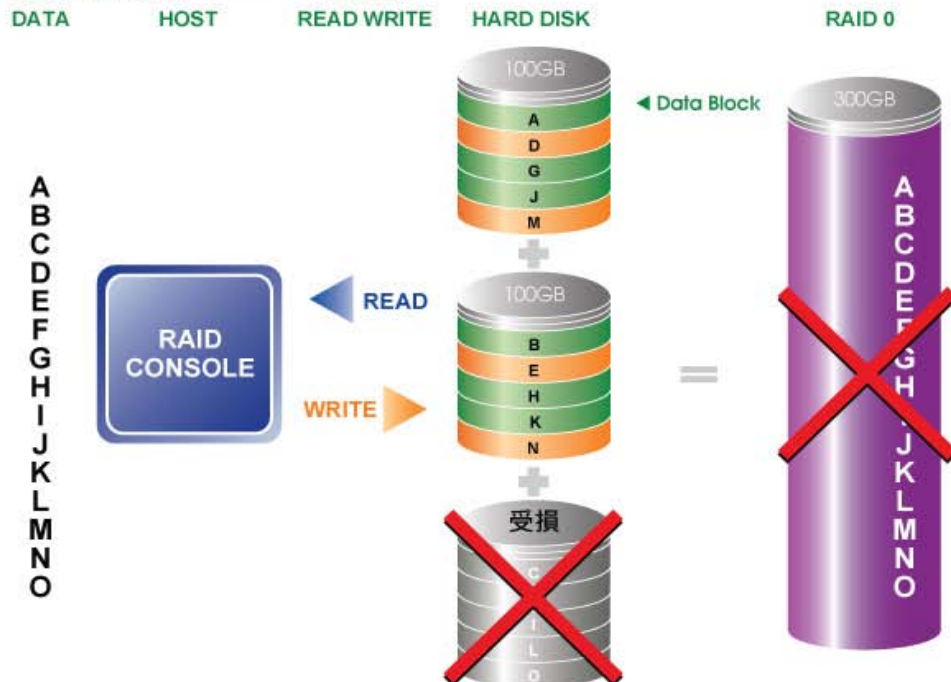 DATA
HOST
READ WRITE
HARD DISK
RAID 0
A
B
C
D
E
F
G
H
I
J
K
L
M
N
O
RAID
CONSOLE
READ
WRITE
100GB
A
D
G
J
M
Data Block
100GB
B
E
H
K
N
受損
C
I
L
O
300GB
A
B
C
D
E
F
G
H
J
K
L
M
N
O